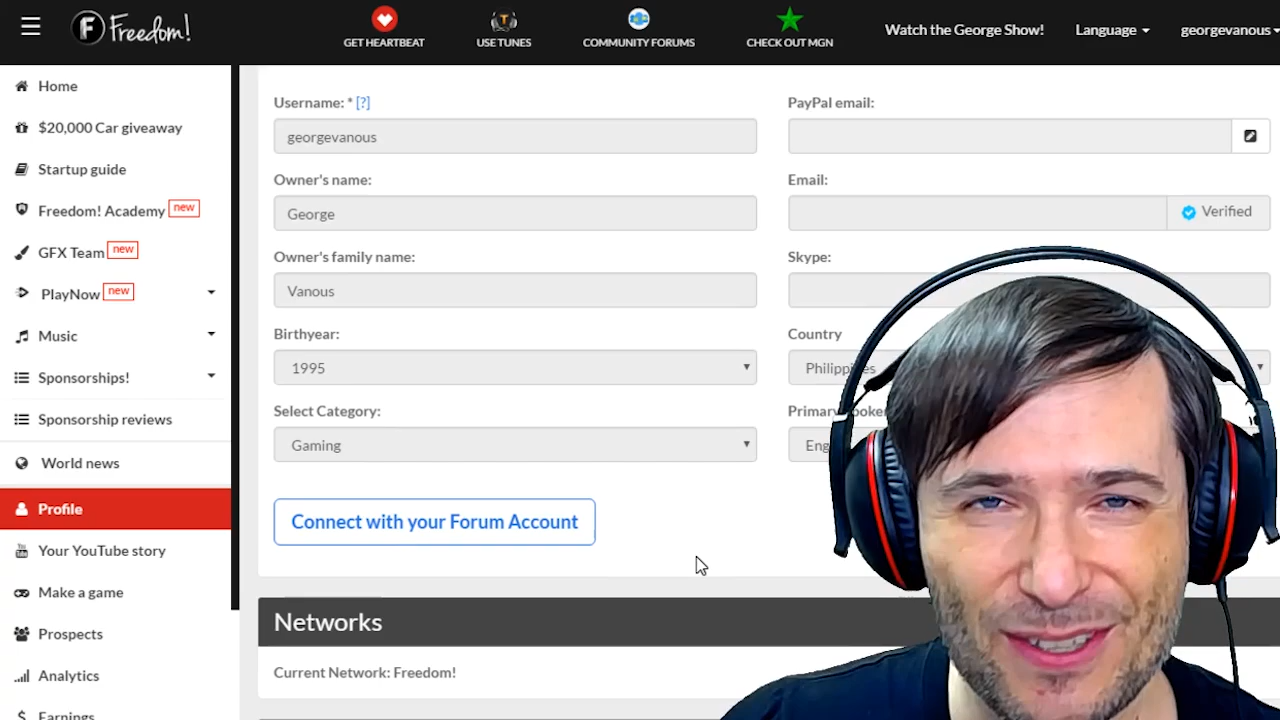 Freedom!
GET HEARTBEAT
USE TUNES
COMMUNITY FORUMS
CHECK OUT MGN
Watch the George Show!
Language
georgevanous
Home
$20,000 Car giveaway
Startup guide
Freedom! Academy new
GFX Team new
PlayNow new
Music
Sponsorships!
Sponsorship reviews
World news
Profile
Your YouTube story
Make a game
Prospects
Analytics
Earnings
Username: * [?]
georgevanous
PayPal email:
Owner's name:
George
Email:
Verified
Owner's family name:
Vanous
Skype:
Birthyear:
1995
Country
Philippines
Select Category:
Gaming
Primary
Connect with your Forum Account
Networks
Current Network: Freedom!